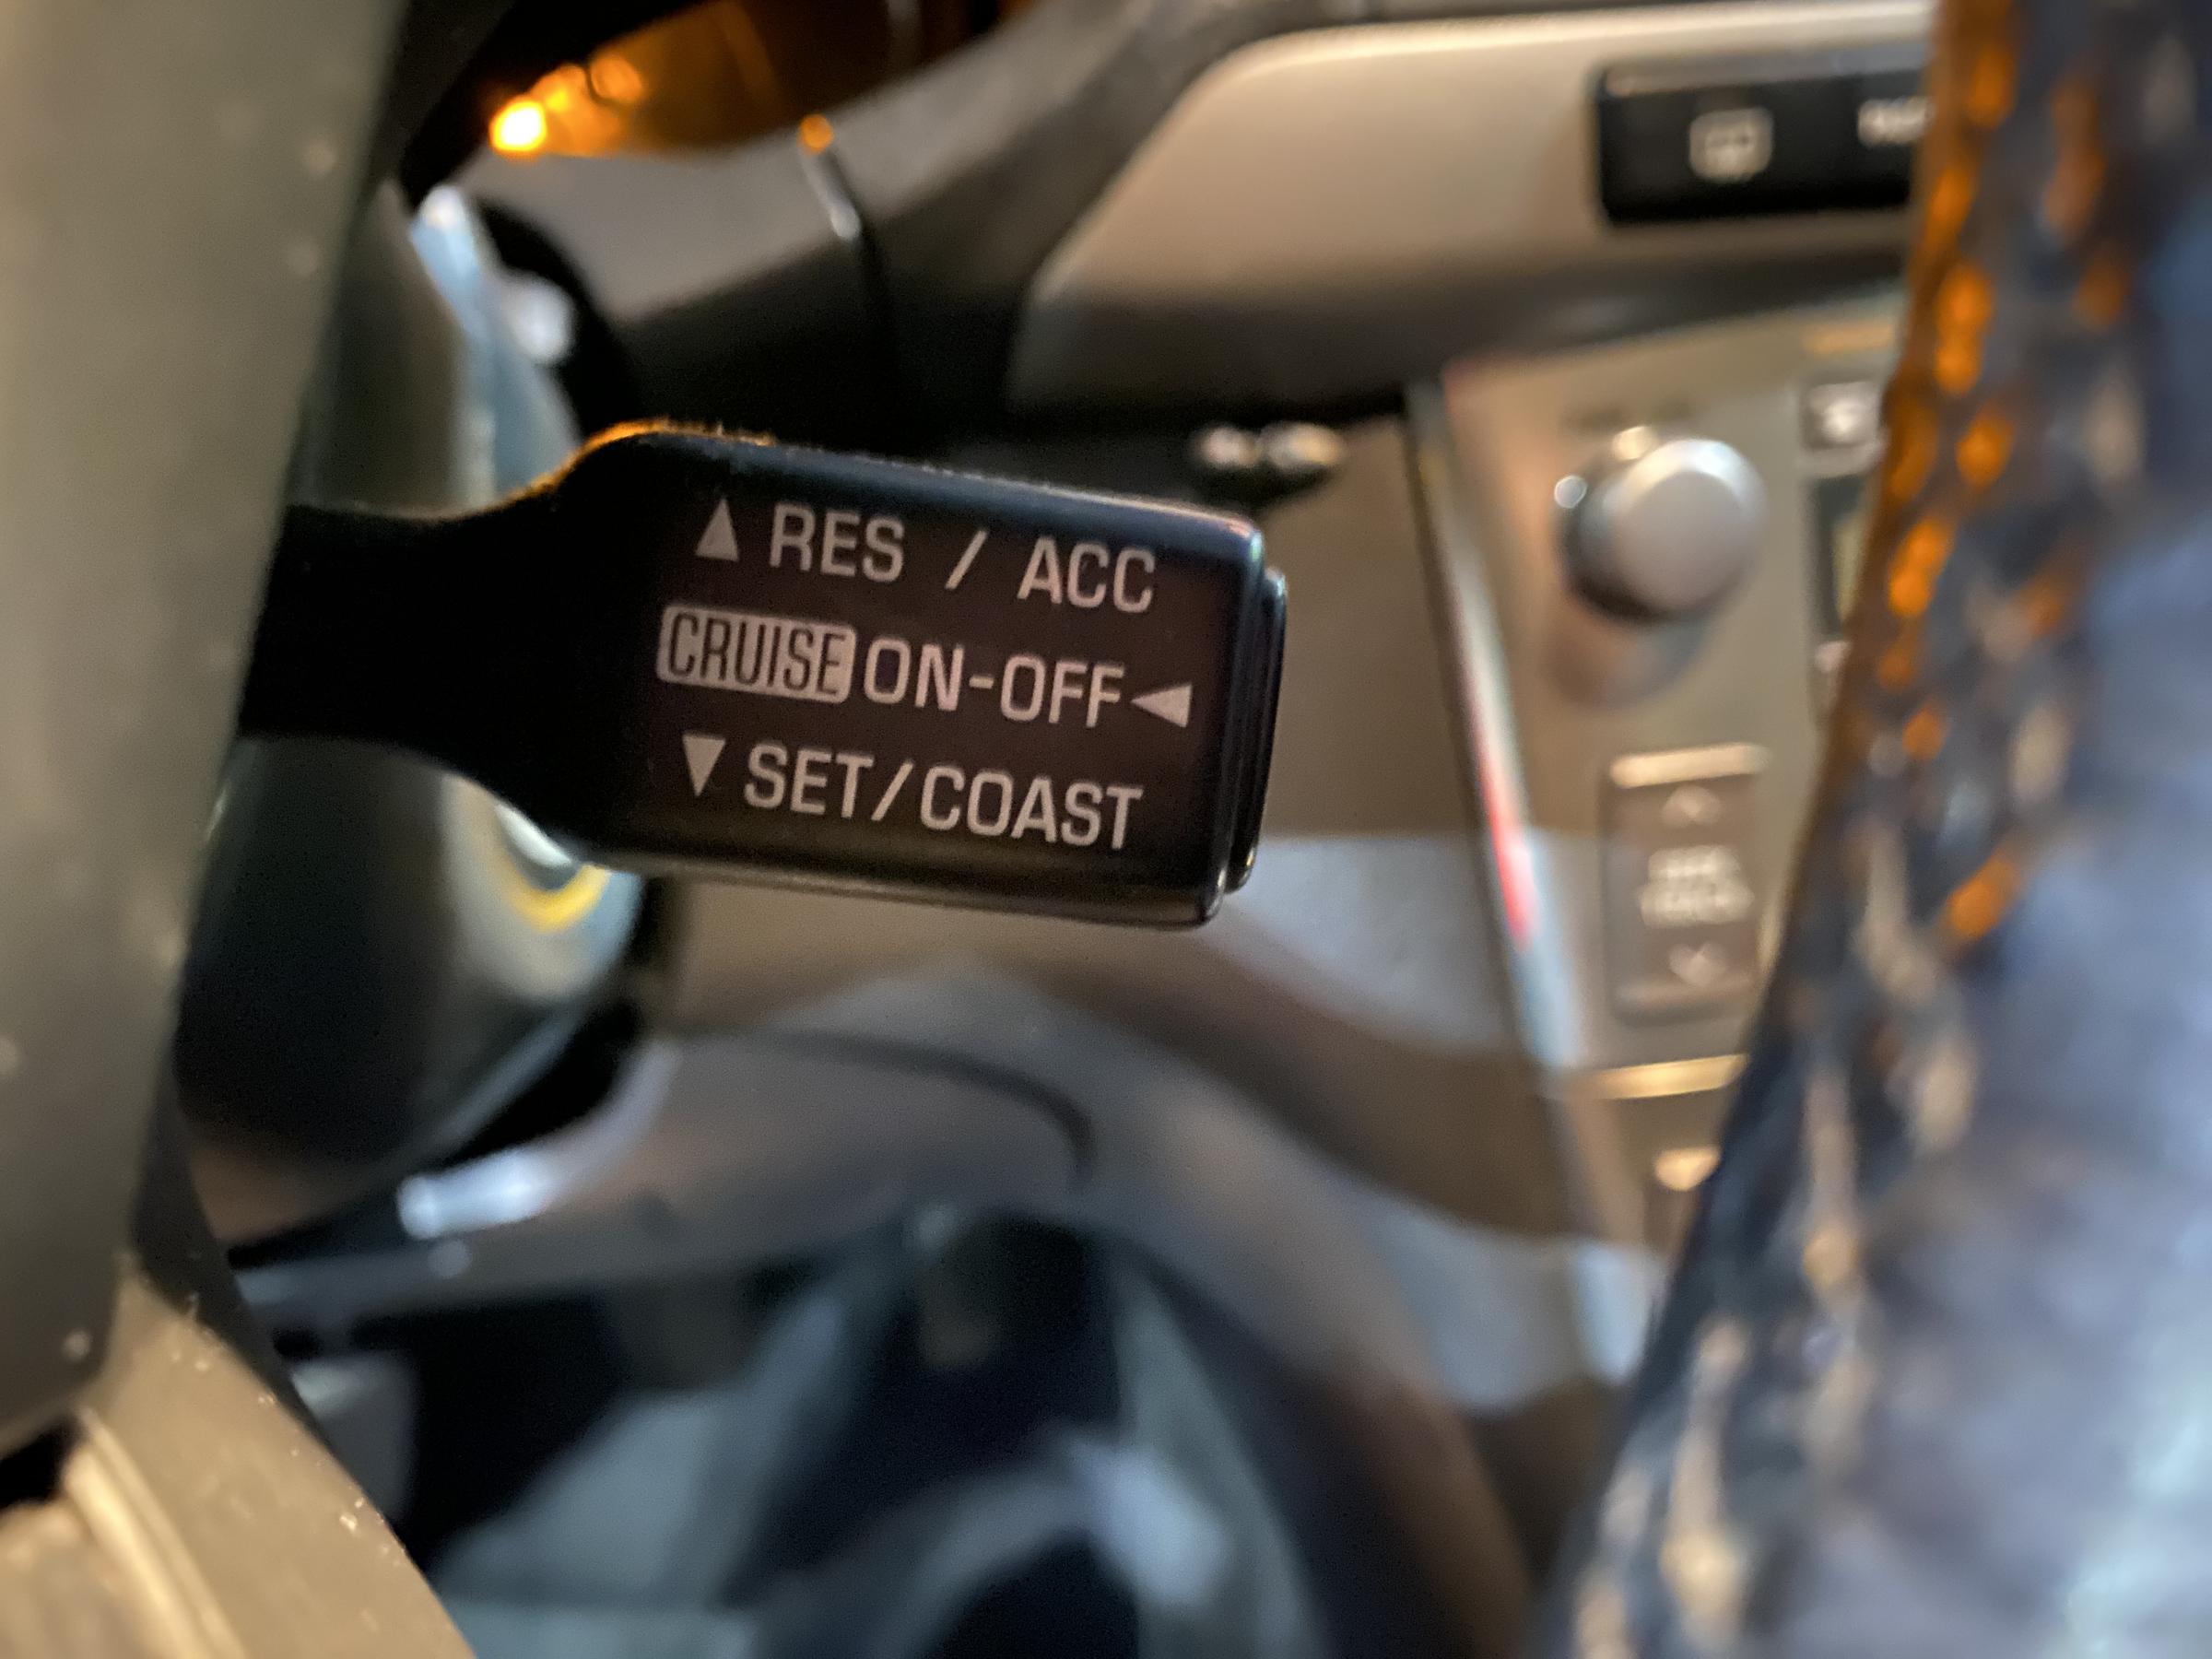 ▲ RES / ACC
CRUISE ON-OFF ◄
▼ SET/COAST